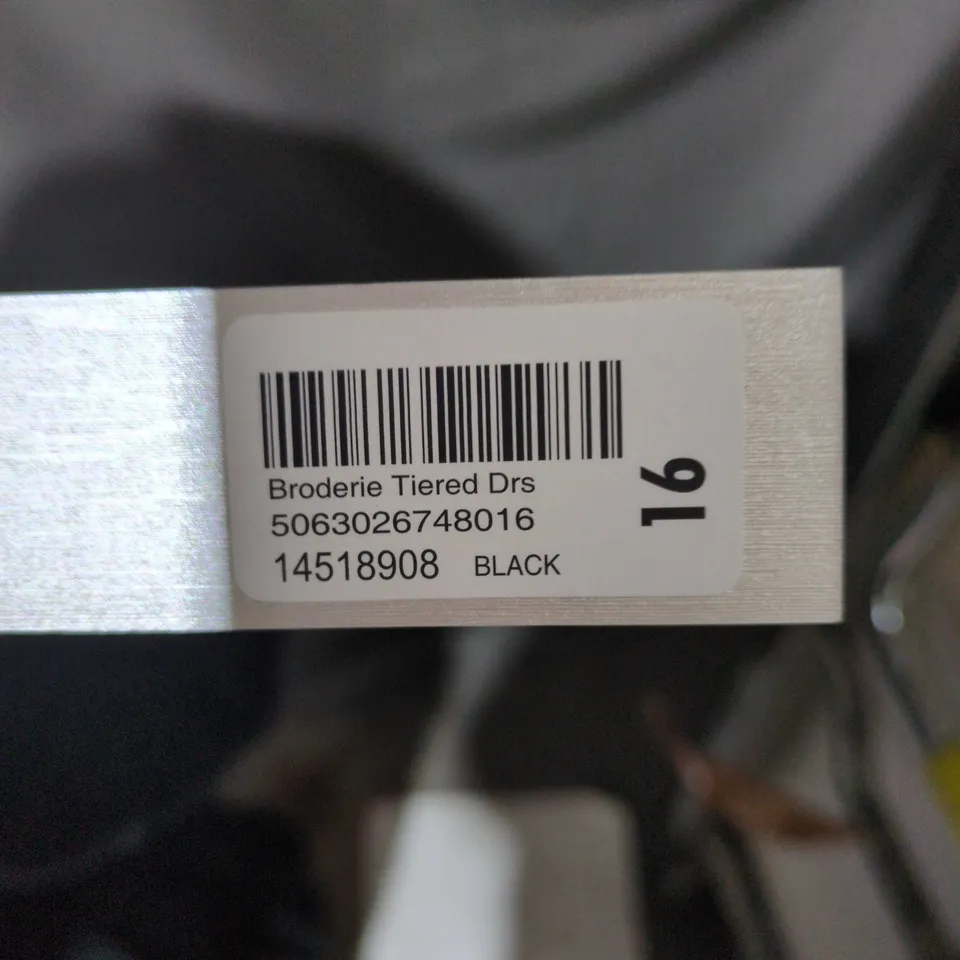 Broderie Tiered Drs
5063026748016
14518908 BLACK
16